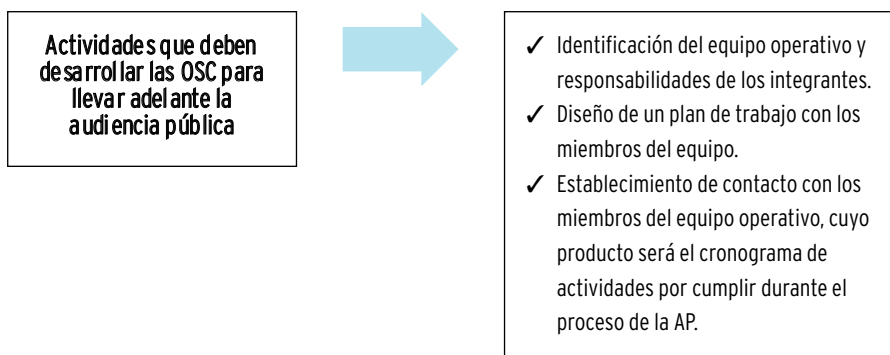 Actividades que deben
desarrollar las OSC para
llevar adelante la
audiencia pública
✓ Identificación del equipo operativo y
responsabilidades de los integrantes.
✓ Diseño de un plan de trabajo con los
miembros del equipo.
✓ Establecimiento de contacto con los
miembros del equipo operativo, cuyo
producto será el cronograma de
actividades por cumplir durante el
proceso de la AP.